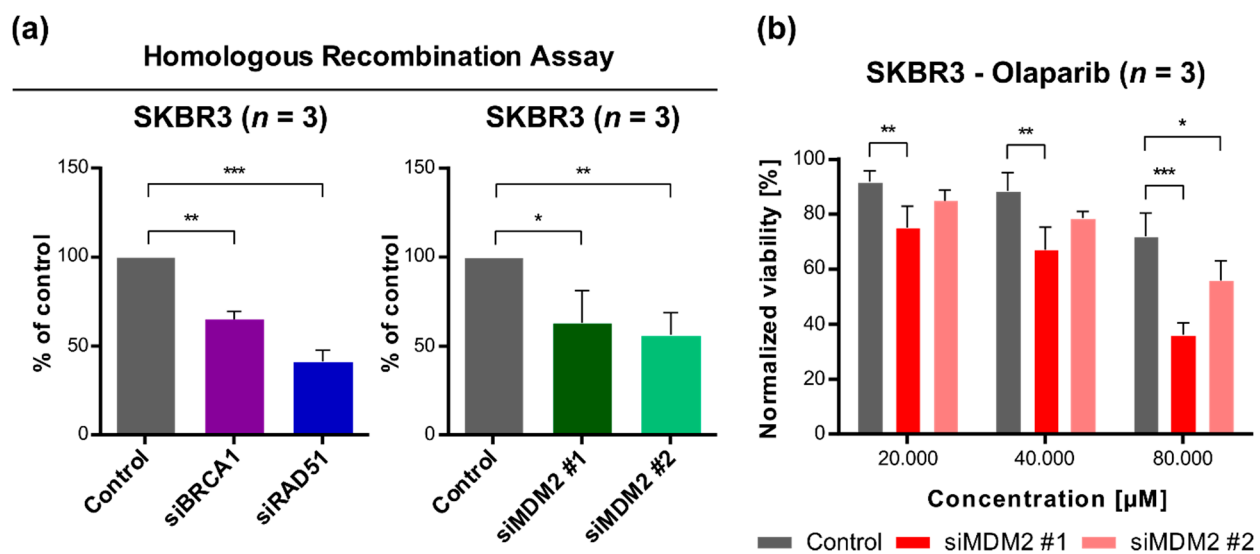 (a)
Homologous Recombination Assay
SKBR3 (n = 3)
% of control
150
100
50
0
***
**
Control
siBRCA1
siRAD51
SKBR3 (n = 3)
% of control
150
100
50
0
**
*
Control
siMDM2 #1
siMDM2 #2
(b)
SKBR3 - Olaparib (n = 3)
Normalized viability [%]
100
80
60
40
20
0
**
**
*
***
20.000
40.000
80.000
Concentration [µM]
Control
siMDM2 #1
siMDM2 #2